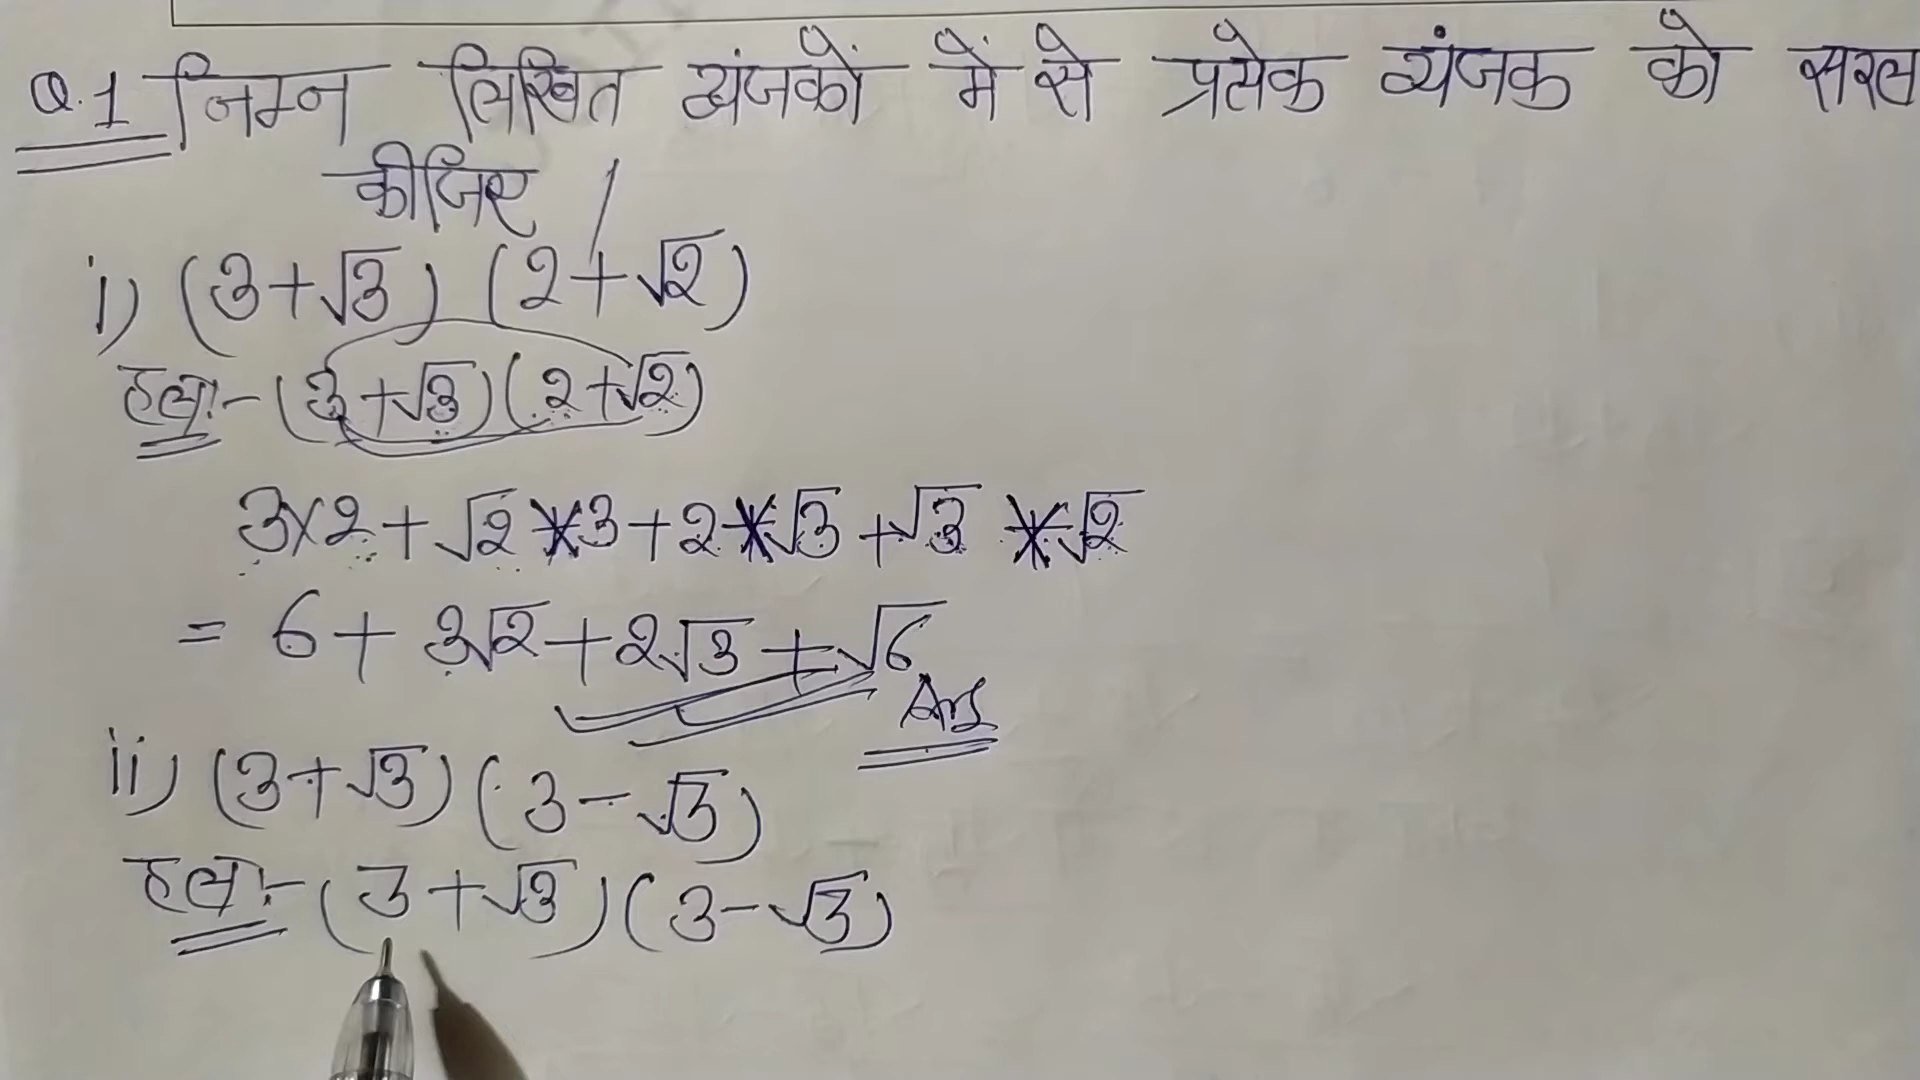 Q.1 निम्न लिखित व्यंजकों में से प्रत्येक व्यंजक को सरल
कीजिए /
i) (3+√3) (2+√2)
हलः- (3+√3)(2+√2)
3×2+√2*3+2*√3+√3*√2
= 6+3√2+2√3+√6
Ans
ii) (3+√3)(3-√3)
हलः- (3+√3)(3-√3)